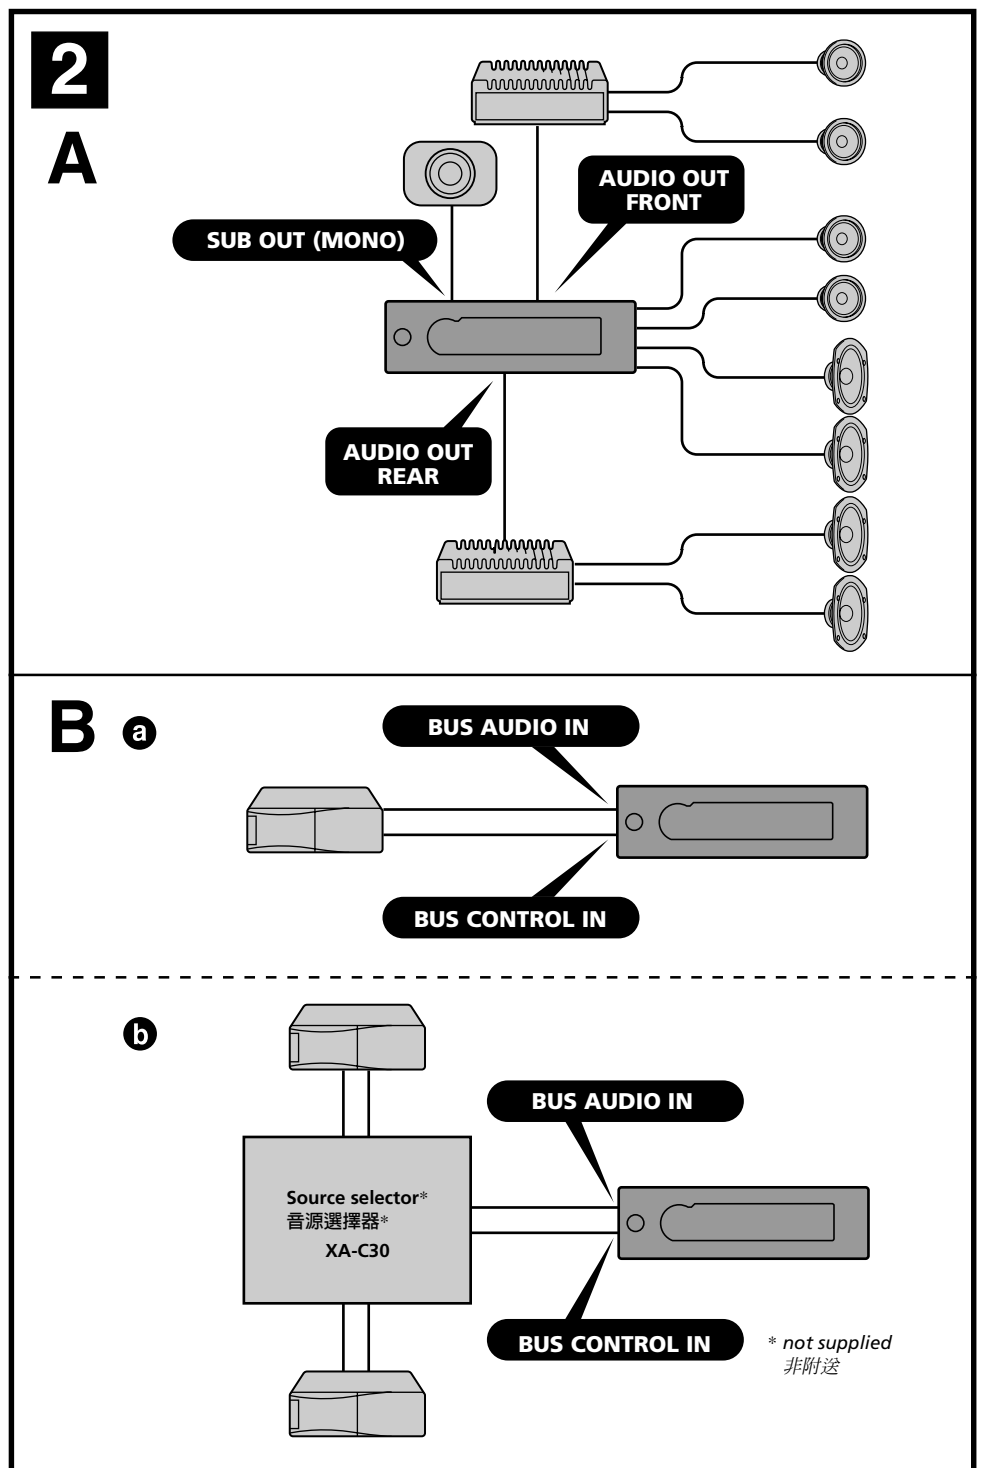 2
A
AUDIO OUT
FRONT
SUB OUT (MONO)
AUDIO OUT
REAR
B a
BUS AUDIO IN
BUS CONTROL IN
b
BUS AUDIO IN
Source selector*
音源選擇器*
XA-C30
BUS CONTROL IN
* not supplied
非附送